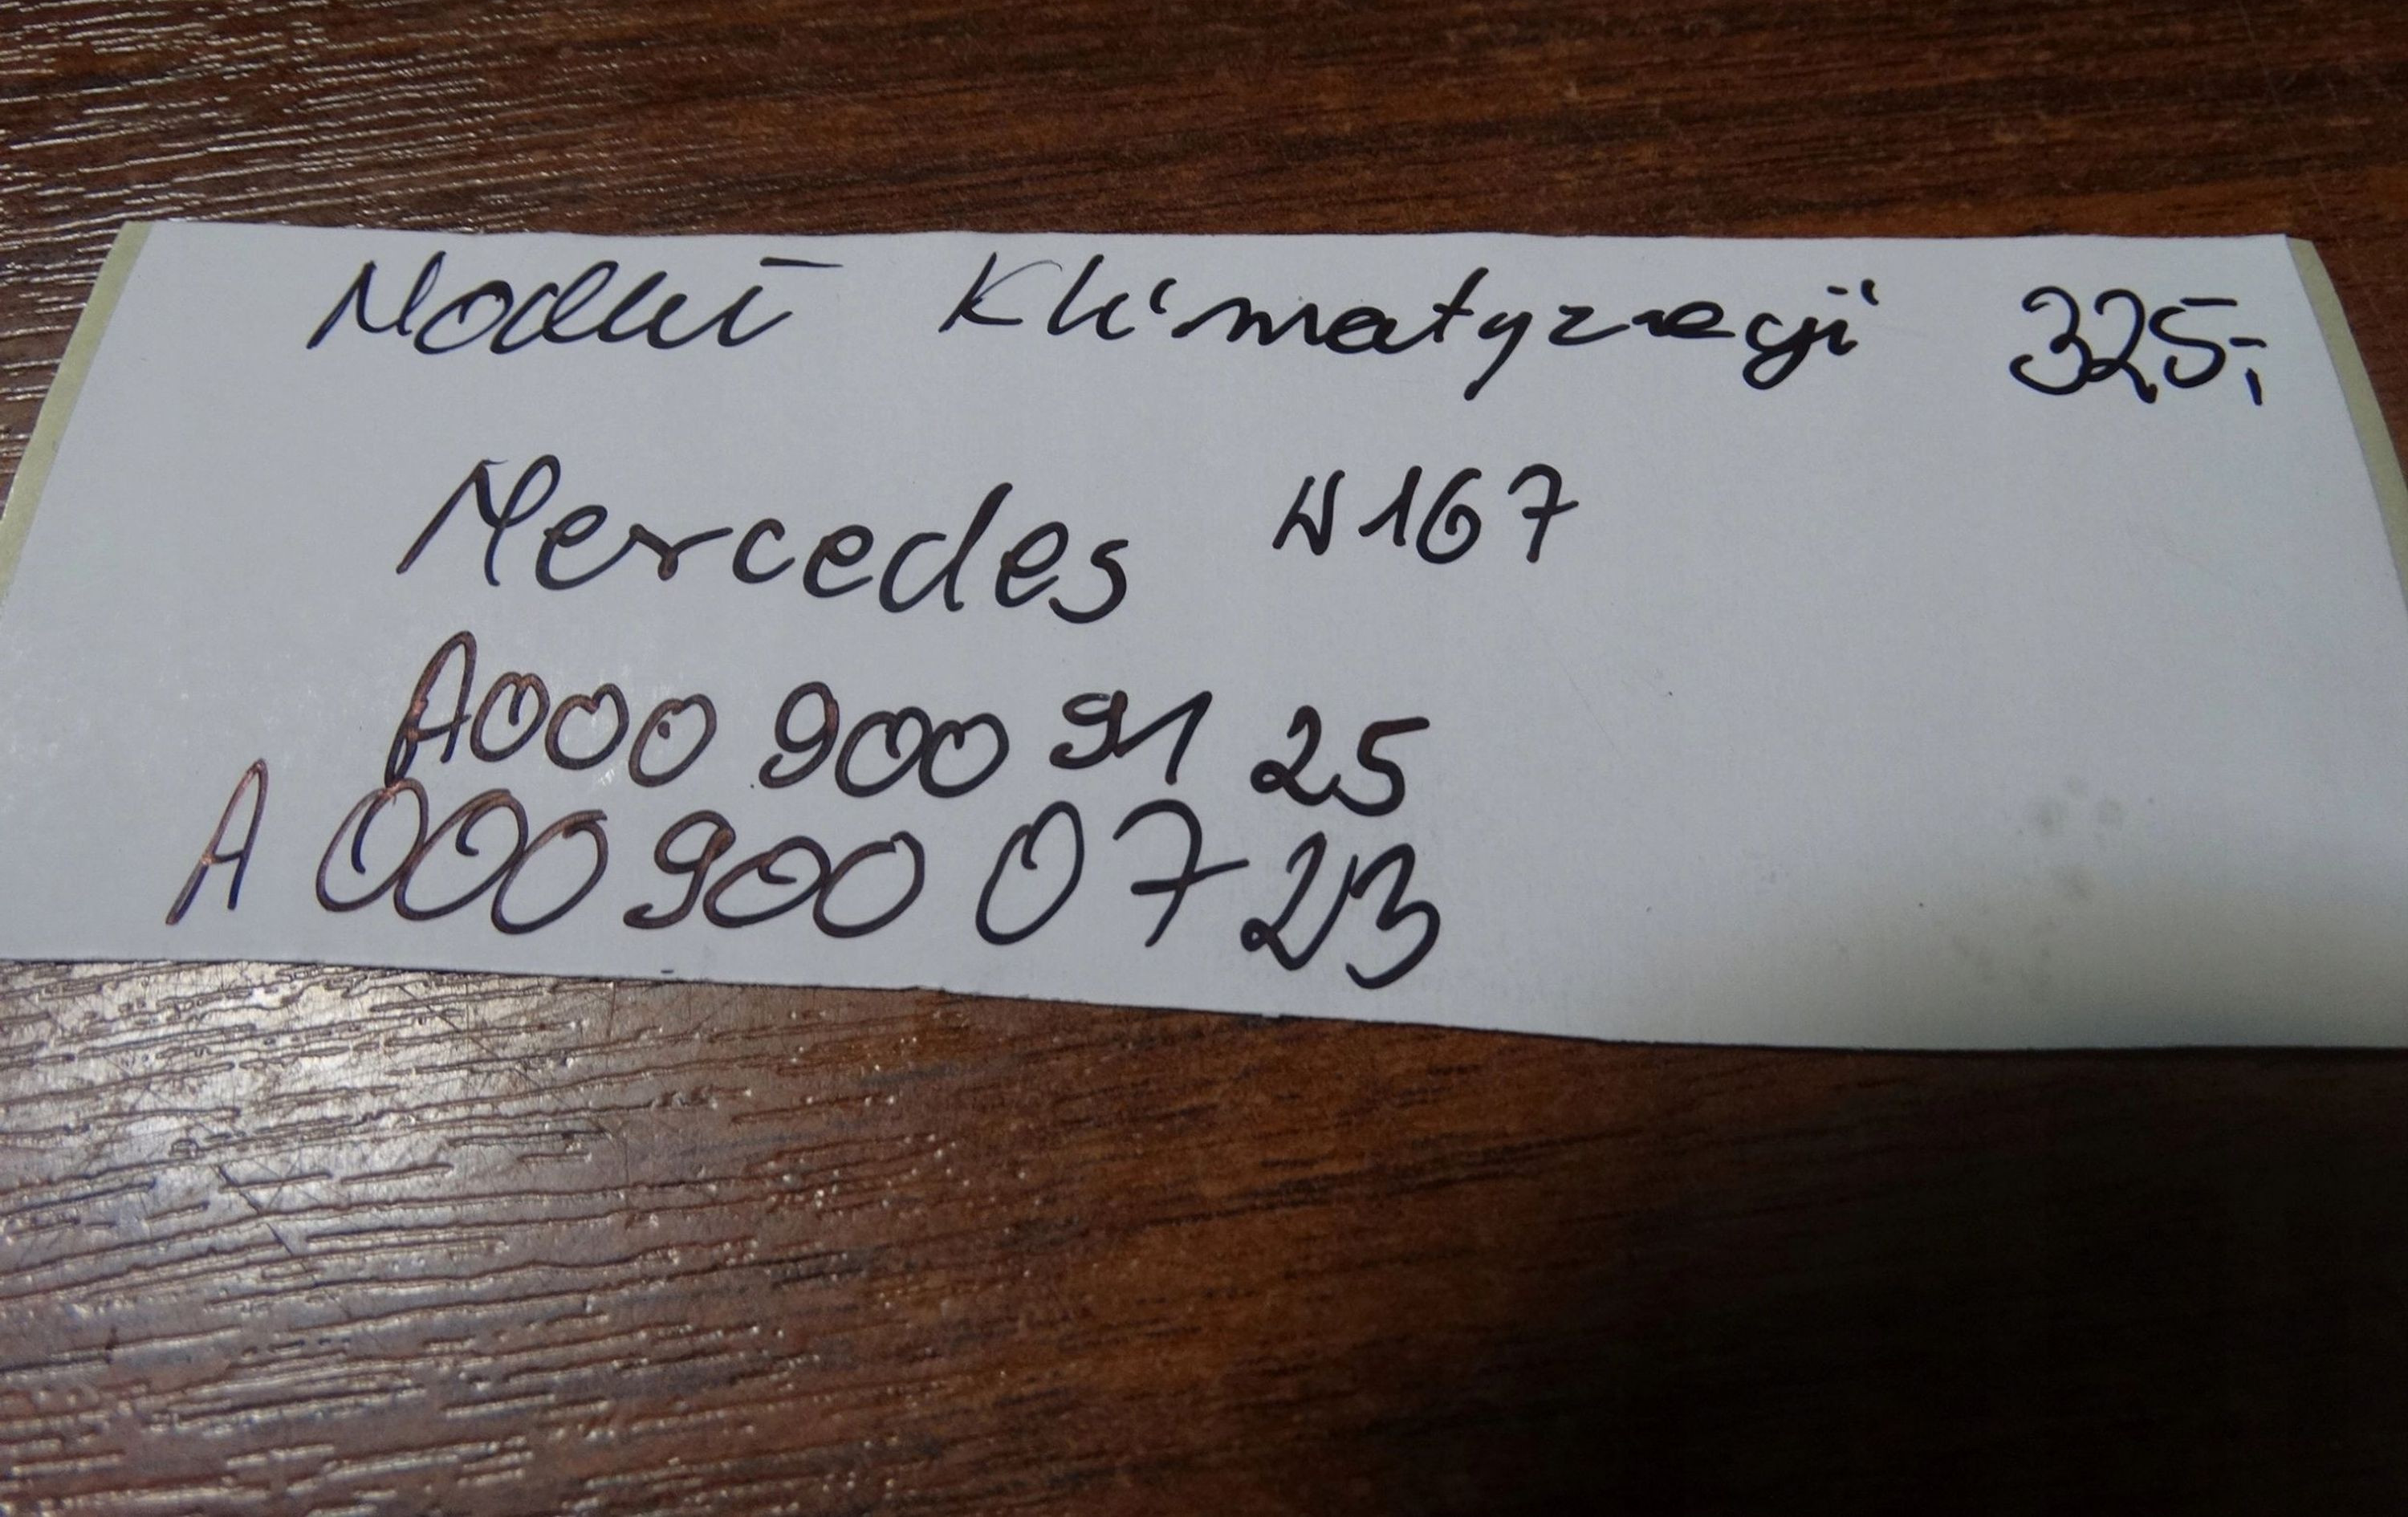 Moduł Klimatyzacji 325,-
Mercedes W167
A000 900 91 25
A 000 900 07 23